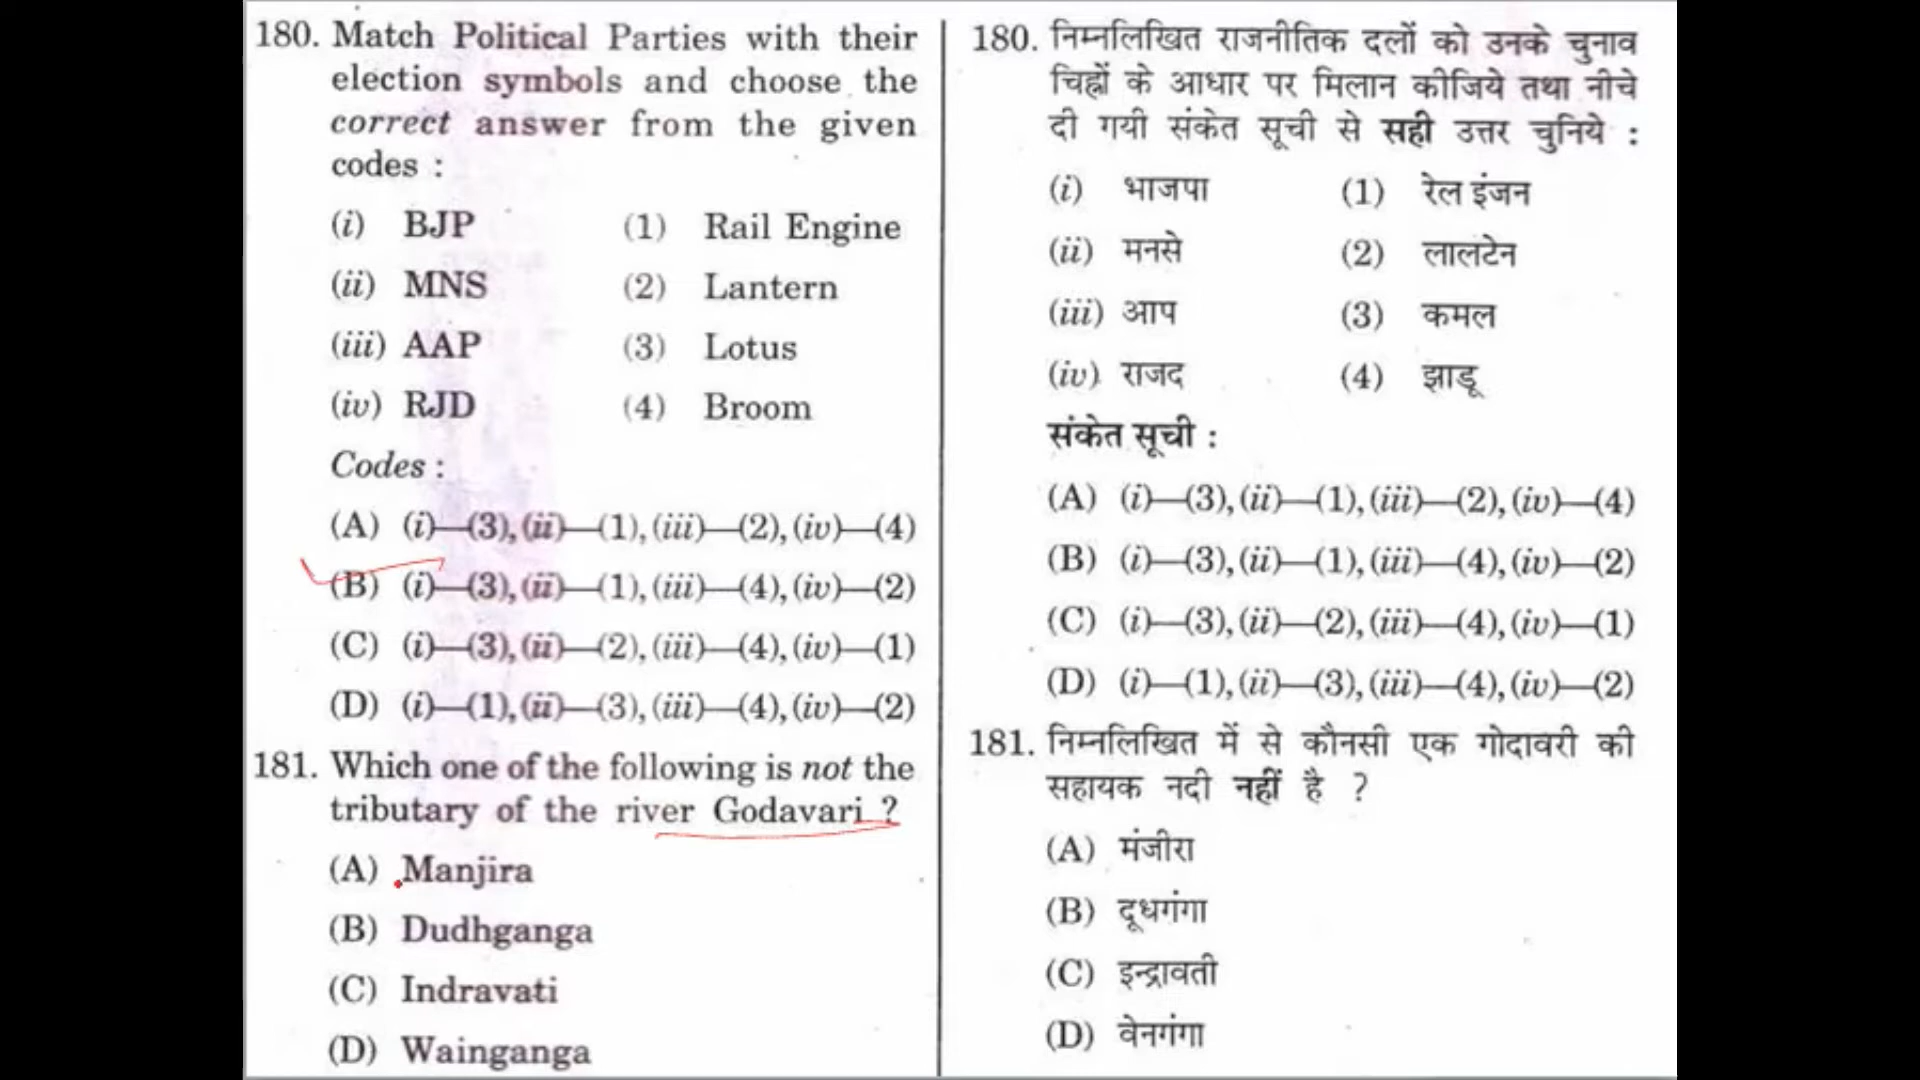 180. Match Political Parties with their
election symbols and choose the
correct answer from the given
codes :
(i) BJP (1) Rail Engine
(ii) MNS (2) Lantern
(iii) AAP (3) Lotus
(iv) RJD (4) Broom
Codes :
(A) (i)—(3), (ii)—(1), (iii)—(2), (iv)—(4)
(B) (i)—(3), (ii)—(1), (iii)—(4), (iv)—(2)
(C) (i)—(3), (ii)—(2), (iii)—(4), (iv)—(1)
(D) (i)—(1), (ii)—(3), (iii)—(4), (iv)—(2)
181. Which one of the following is not the
tributary of the river Godavari ?
(A) Manjira
(B) Dudhganga
(C) Indravati
(D) Wainganga
180. निम्नलिखित राजनीतिक दलों को उनके चुनाव
चिह्नों के आधार पर मिलान कीजिये तथा नीचे
दी गयी संकेत सूची से सही उत्तर चुनिये :
(i) भाजपा (1) रेल इंजन
(ii) मनसे (2) लालटेन
(iii) आप (3) कमल
(iv) राजद (4) झाडू
संकेत सूची :
(A) (i)—(3), (ii)—(1), (iii)—(2), (iv)—(4)
(B) (i)—(3), (ii)—(1), (iii)—(4), (iv)—(2)
(C) (i)—(3), (ii)—(2), (iii)—(4), (iv)—(1)
(D) (i)—(1), (ii)—(3), (iii)—(4), (iv)—(2)
181. निम्नलिखित में से कौनसी एक गोदावरी की
सहायक नदी नहीं है ?
(A) मंजीरा
(B) दूधगंगा
(C) इन्द्रावती
(D) वेनगंगा